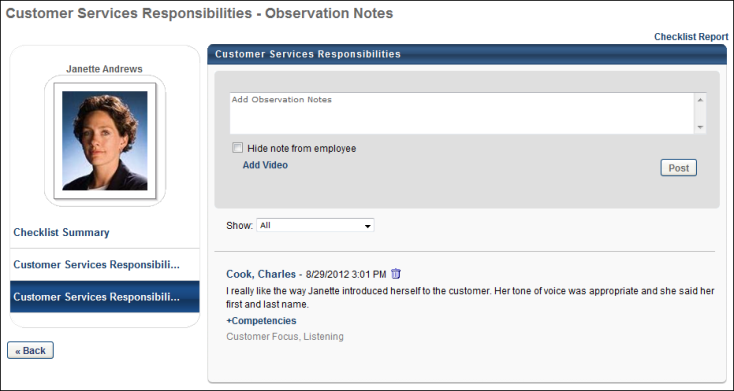 Customer Services Responsibilities - Observation Notes
Checklist Report
Janette Andrews
Checklist Summary
Customer Services Responsibili...
Customer Services Responsibili...
« Back
Customer Services Responsibilities
Add Observation Notes
Hide note from employee
Add Video
Post
Show: All
Cook, Charles - 8/29/2012 3:01 PM
I really like the way Janette introduced herself to the customer. Her tone of voice was appropriate and she said her
first and last name.
+Competencies
Customer Focus, Listening